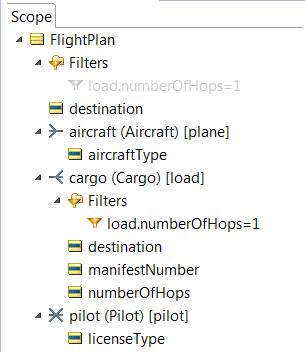 Scope
FlightPlan
Filters
load.numberOfHops=1
destination
aircraft (Aircraft) [plane]
aircraftType
cargo (Cargo) [load]
Filters
load.numberOfHops=1
destination
manifestNumber
numberOfHops
pilot (Pilot) [pilot]
licenseType